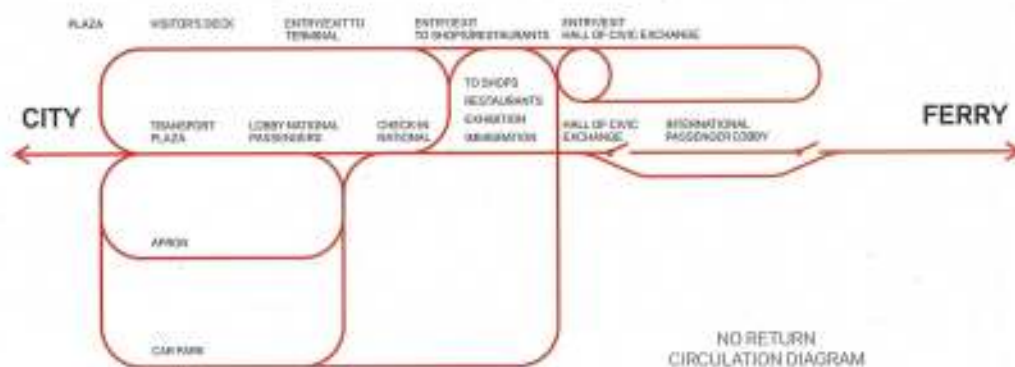 PLAZA
VISITOR'S DECK
ENTRY/EXIT TO
TERMINAL
ENTRY/EXIT
TO SHOPS/RESTAURANTS
ENTRY/EXIT
HALL OF CIVIC EXCHANGE
CITY
TRANSPORT
PLAZA
LOBBY NATIONAL
PASSENGERS
CHECK IN
NATIONAL
TO SHOPS
RESTAURANTS
EXHIBITION
IMMIGRATION
HALL OF CIVIC
EXCHANGE
INTERNATIONAL
PASSENGER LOBBY
FERRY
APRON
CAR PARK
NO RETURN
CIRCULATION DIAGRAM